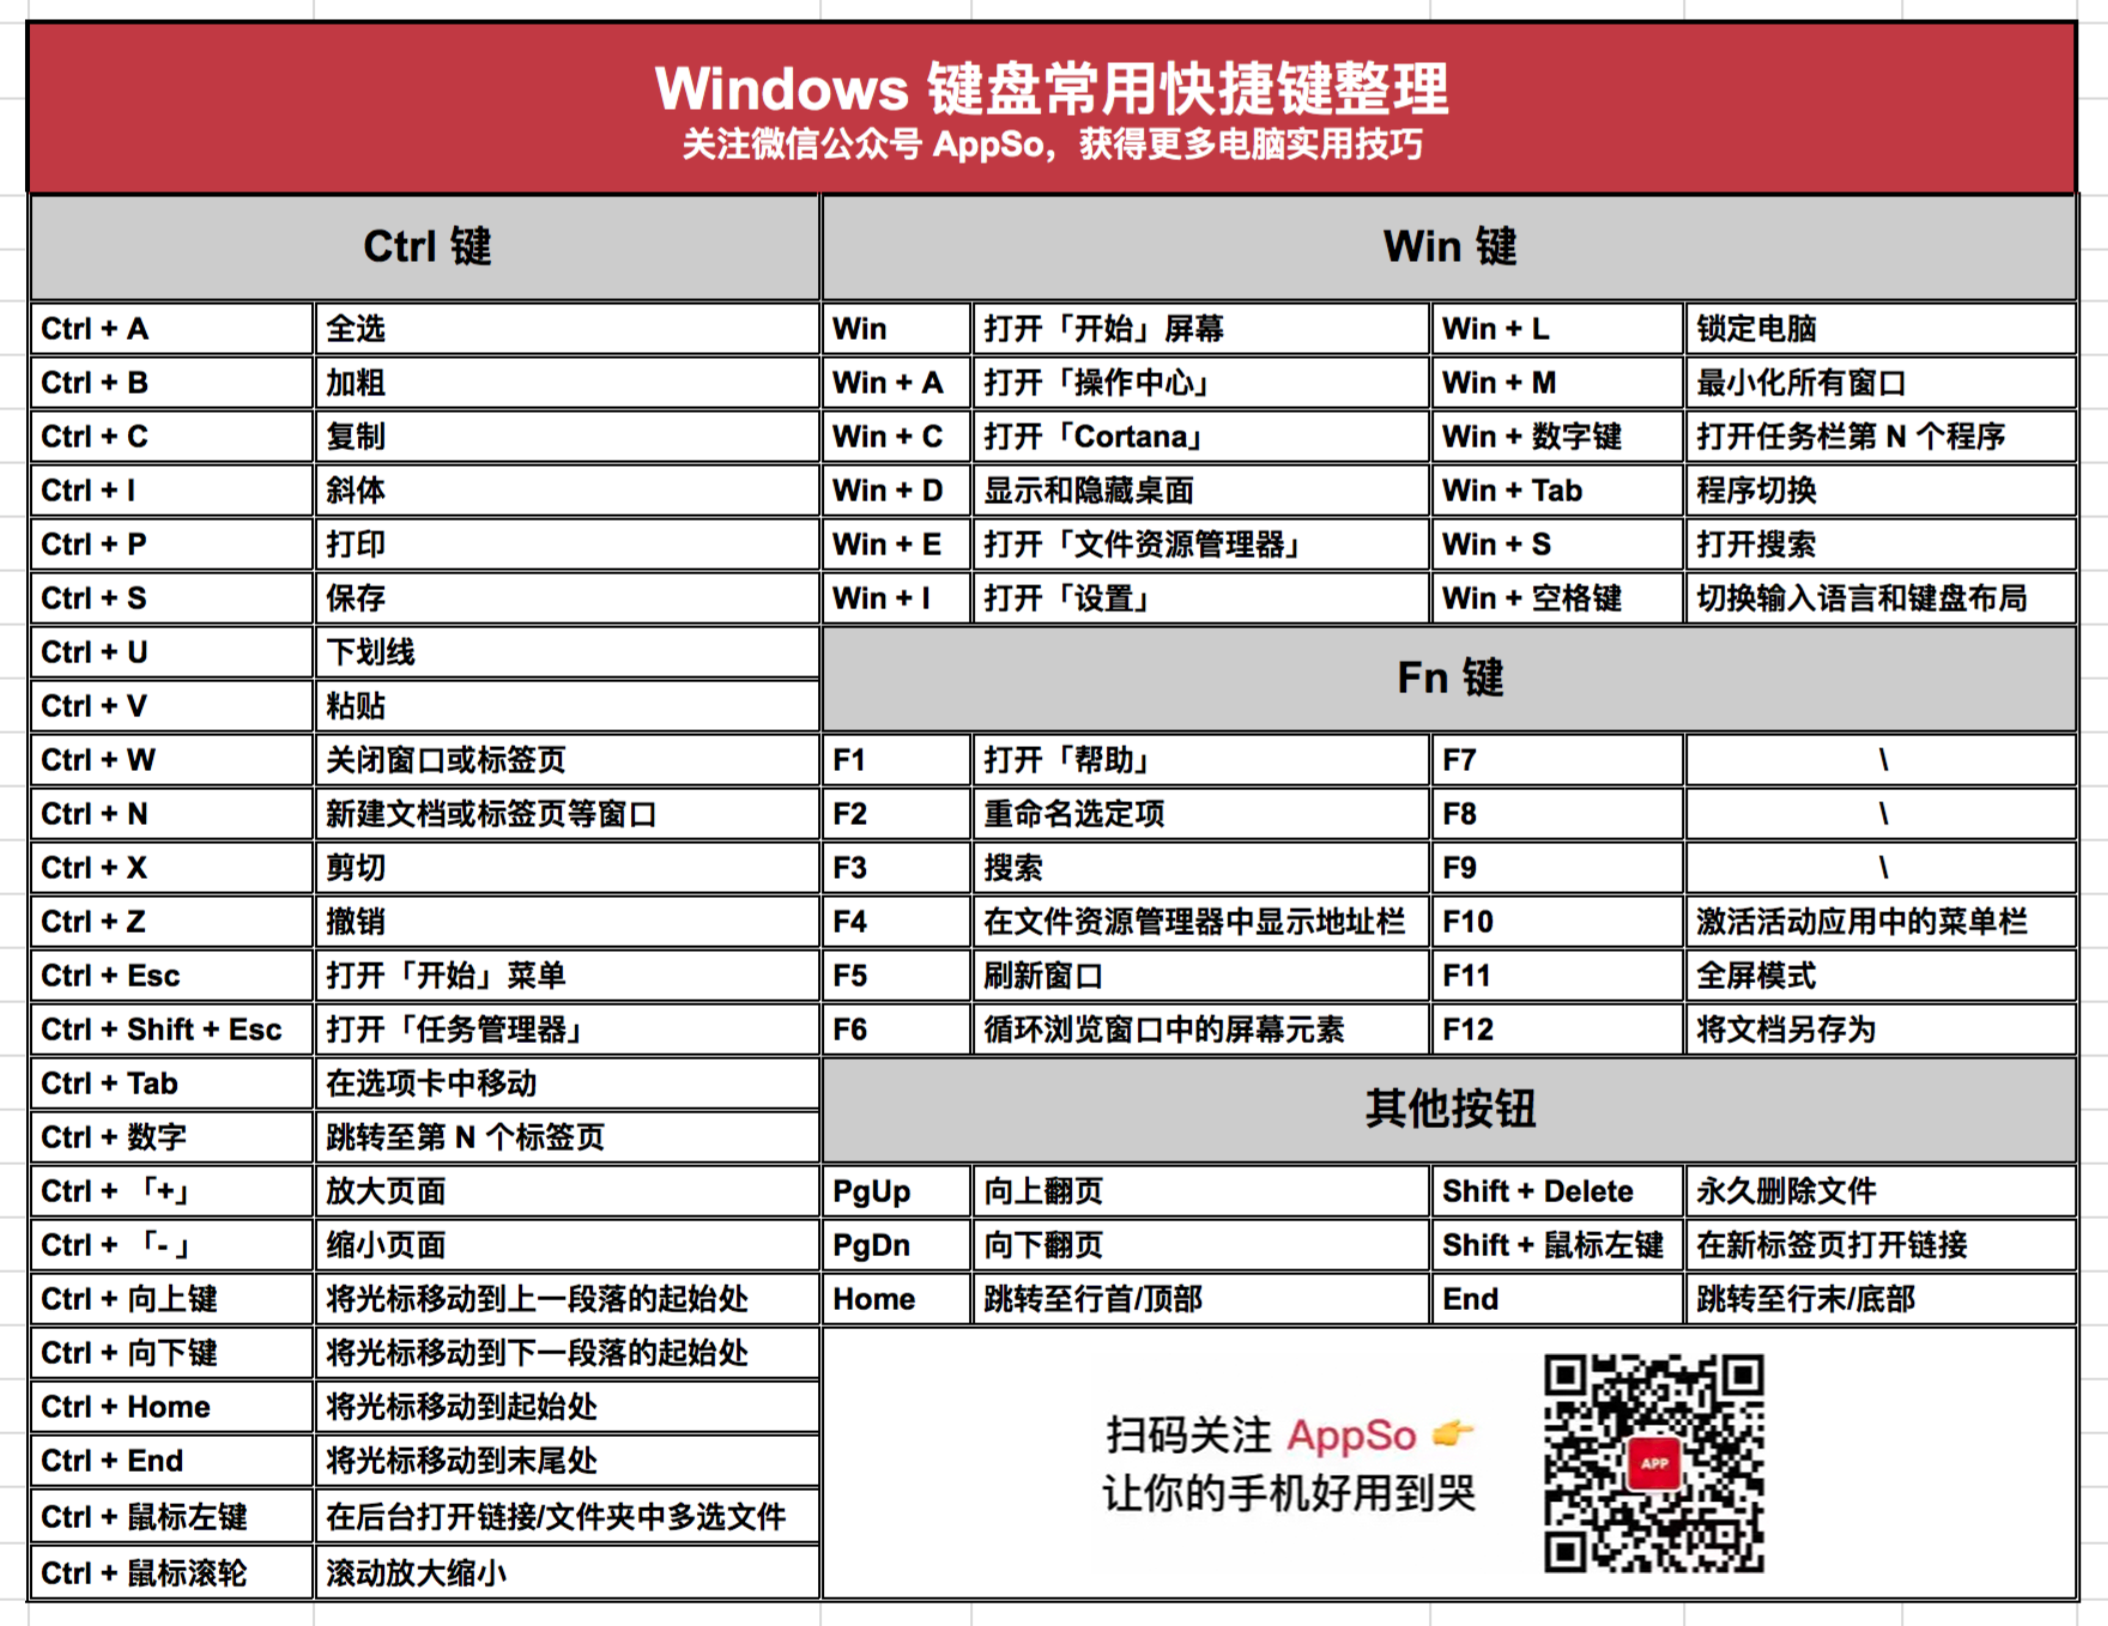 Windows 键盘常用快捷键整理
关注微信公众号 AppSo，获得更多电脑实用技巧
Ctrl 键
Ctrl + A 全选
Ctrl + B 加粗
Ctrl + C 复制
Ctrl + I 斜体
Ctrl + P 打印
Ctrl + S 保存
Ctrl + U 下划线
Ctrl + V 粘贴
Ctrl + W 关闭窗口或标签页
Ctrl + N 新建文档或标签页等窗口
Ctrl + X 剪切
Ctrl + Z 撤销
Ctrl + Esc 打开「开始」菜单
Ctrl + Shift + Esc 打开「任务管理器」
Ctrl + Tab 在选项卡中移动
Ctrl + 数字 跳转至第 N 个标签页
Ctrl + 「+」 放大页面
Ctrl + 「- 」 缩小页面
Ctrl + 向上键 将光标移动到上一段落的起始处
Ctrl + 向下键 将光标移动到下一段落的起始处
Ctrl + Home 将光标移动到起始处
Ctrl + End 将光标移动到末尾处
Ctrl + 鼠标左键 在后台打开链接/文件夹中多选文件
Ctrl + 鼠标滚轮 滚动放大缩小
Win 键
Win 打开「开始」屏幕 Win + L 锁定电脑
Win + A 打开「操作中心」 Win + M 最小化所有窗口
Win + C 打开「Cortana」 Win + 数字键 打开任务栏第 N 个程序
Win + D 显示和隐藏桌面 Win + Tab 程序切换
Win + E 打开「文件资源管理器」 Win + S 打开搜索
Win + I 打开「设置」 Win + 空格键 切换输入语言和键盘布局
Fn 键
F1 打开「帮助」 F7 \
F2 重命名选定项 F8 \
F3 搜索 F9 \
F4 在文件资源管理器中显示地址栏 F10 激活活动应用中的菜单栏
F5 刷新窗口 F11 全屏模式
F6 循环浏览窗口中的屏幕元素 F12 将文档另存为
其他按钮
PgUp 向上翻页 Shift + Delete 永久删除文件
PgDn 向下翻页 Shift + 鼠标左键 在新标签页打开链接
Home 跳转至行首/顶部 End 跳转至行末/底部
扫码关注 AppSo 👉
让你的手机好用到哭
APP